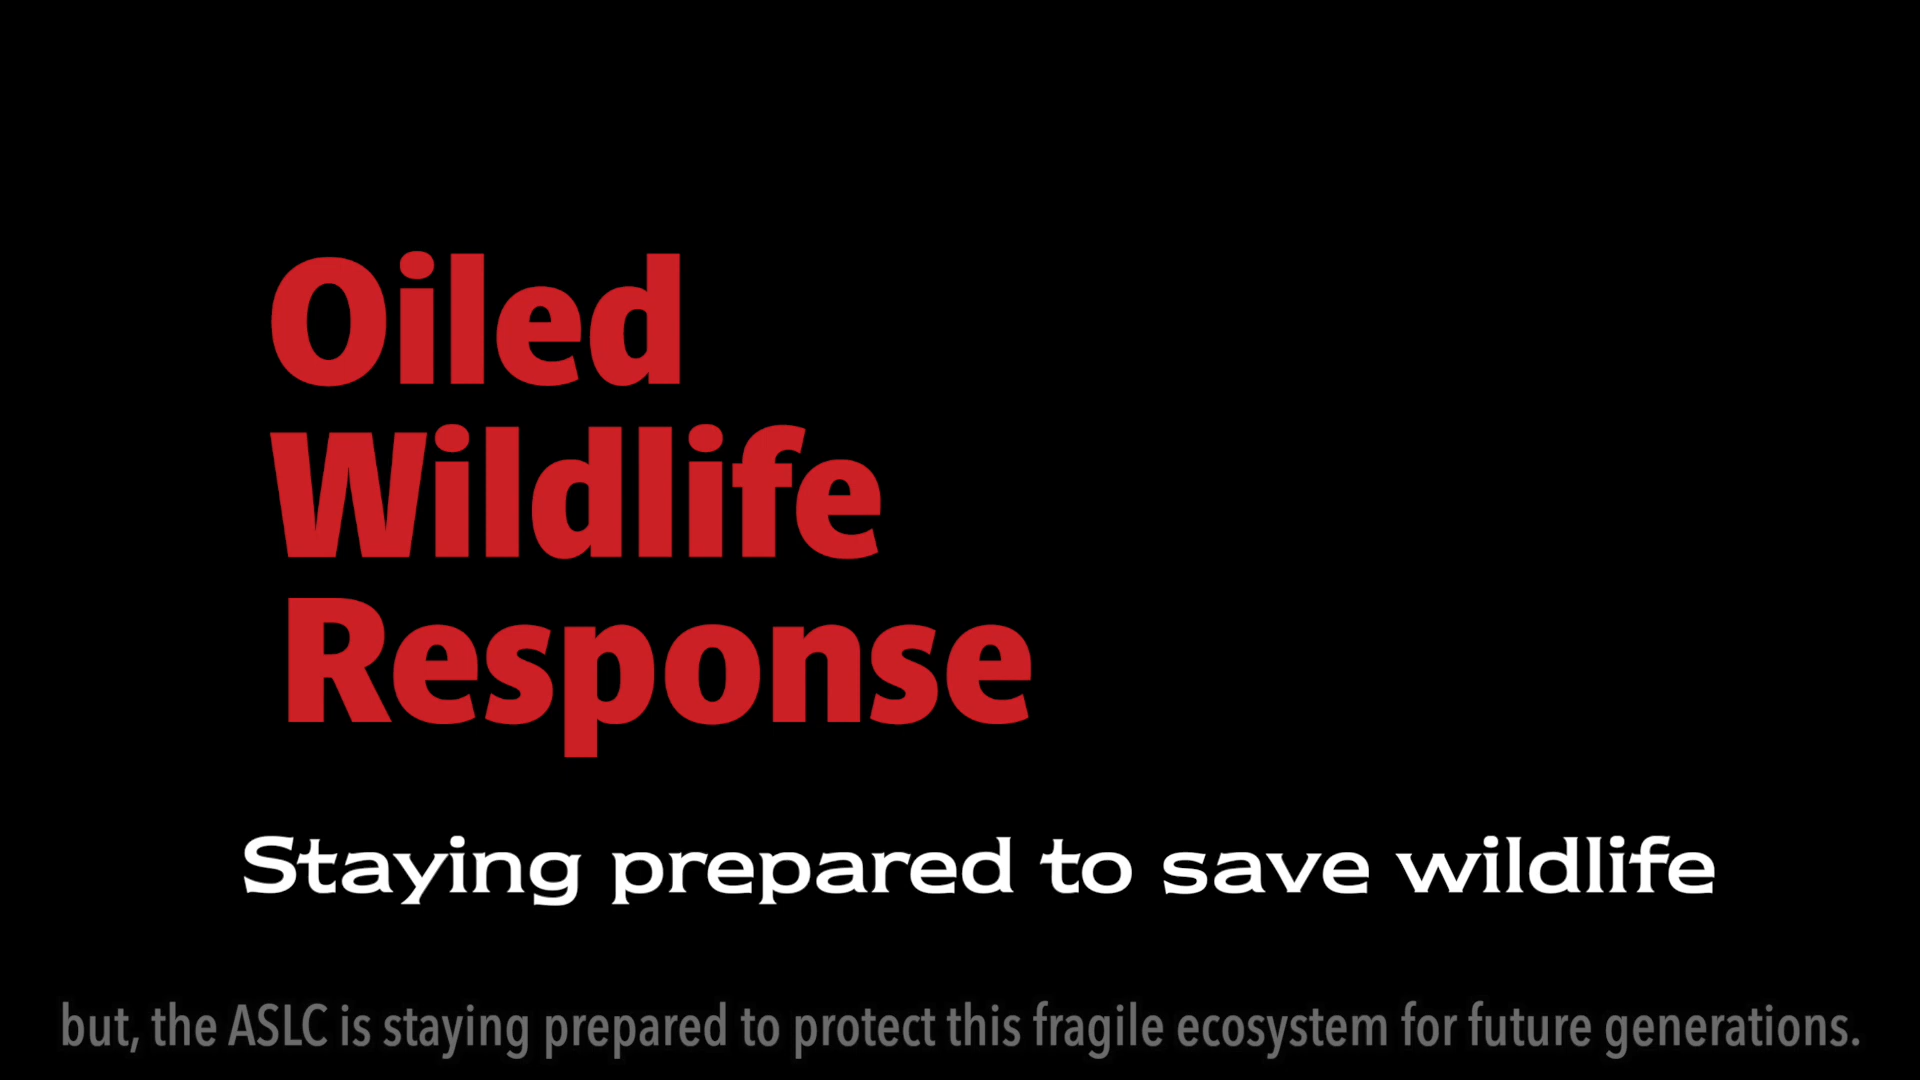 Oiled
Wildlife
Response
Staying prepared to save wildlife
but, the ASLC is staying prepared to protect this fragile ecosystem for future generations.